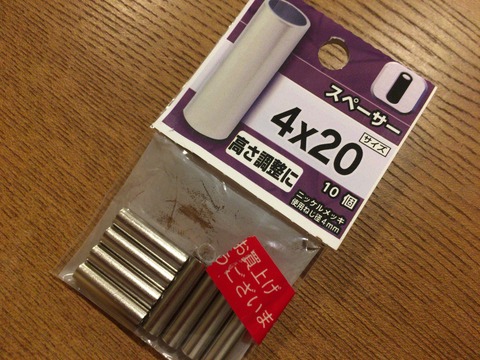 スペーサー
4x20
サイズ
高さ調整に
10個
ニッケルメッキ
使用ねじ径4mm
お買上げ
ございま